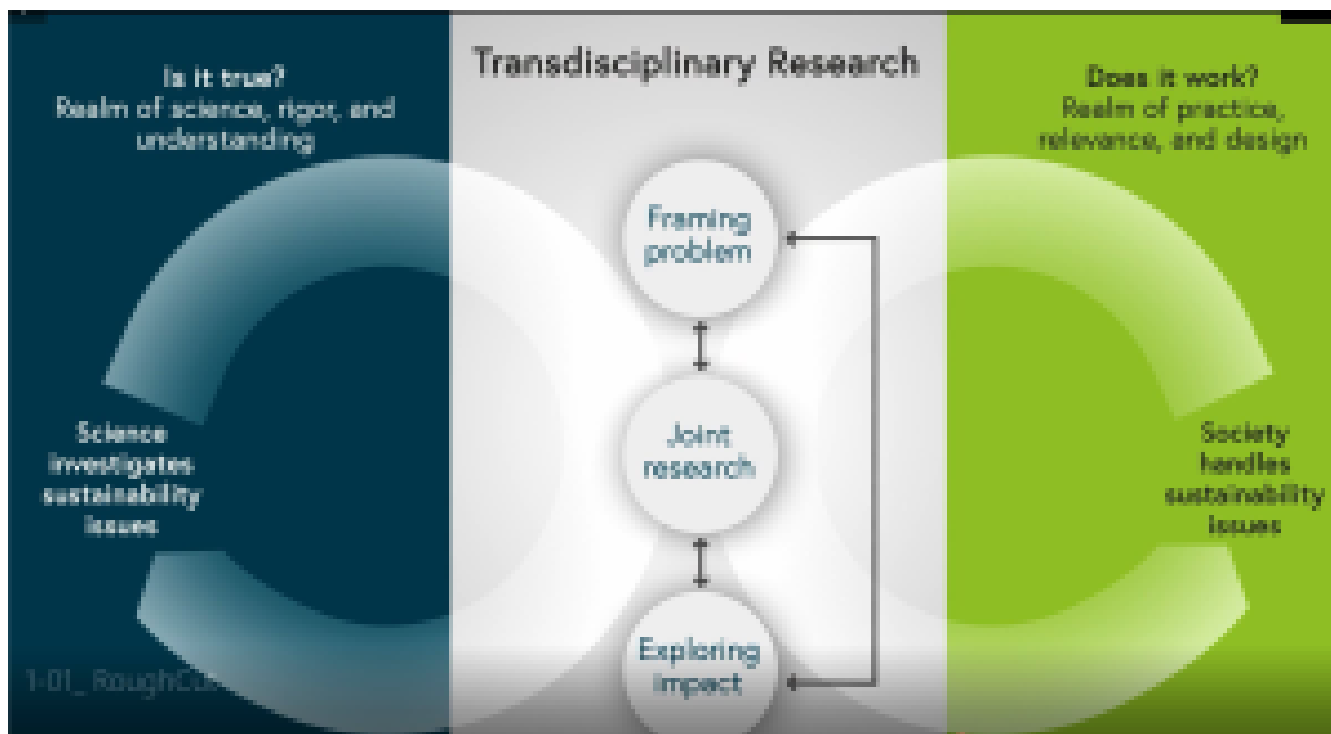 Transdisciplinary Research
Is it true?
Realm of science, rigor, and
understanding
Does it work?
Realm of practice,
relevance, and design
Framing
problem
Joint
research
Exploring
impact
Science
investigates
sustainability
issues
Society
handles
sustainability
issues